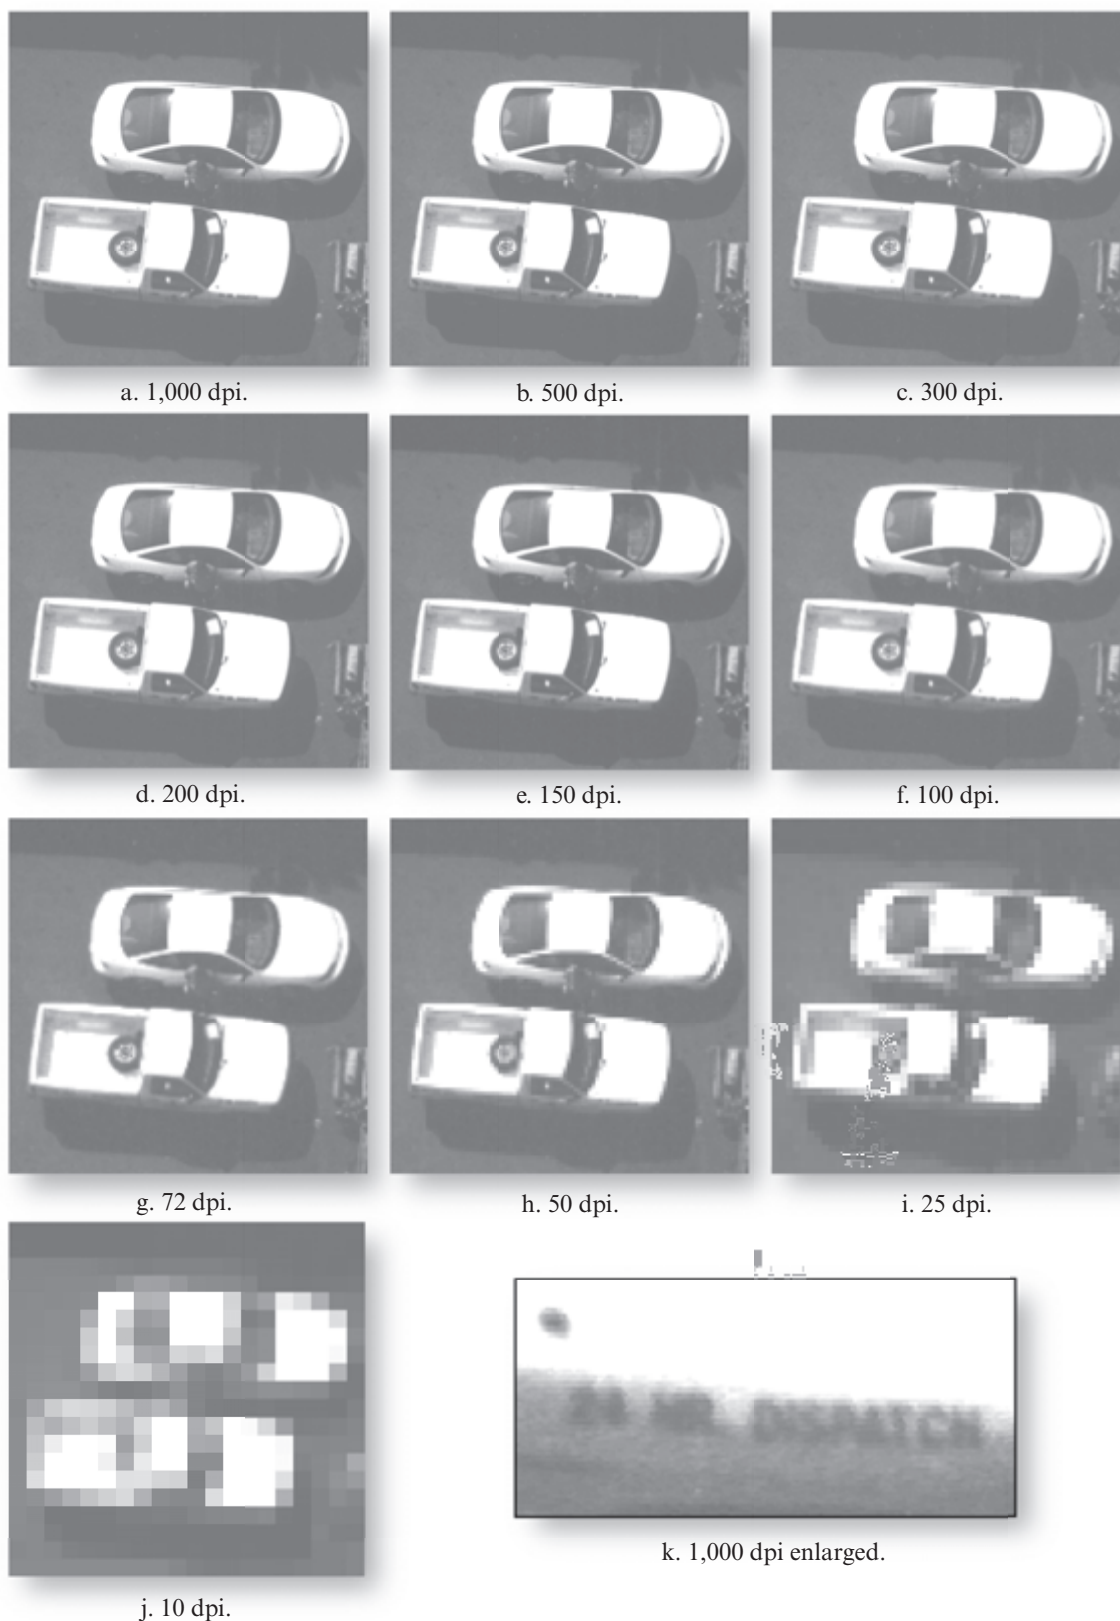 a. 1,000 dpi.
b. 500 dpi.
c. 300 dpi.
d. 200 dpi.
e. 150 dpi.
f. 100 dpi.
g. 72 dpi.
h. 50 dpi.
i. 25 dpi.
24 HR DISPATCH
k. 1,000 dpi enlarged.
j. 10 dpi.